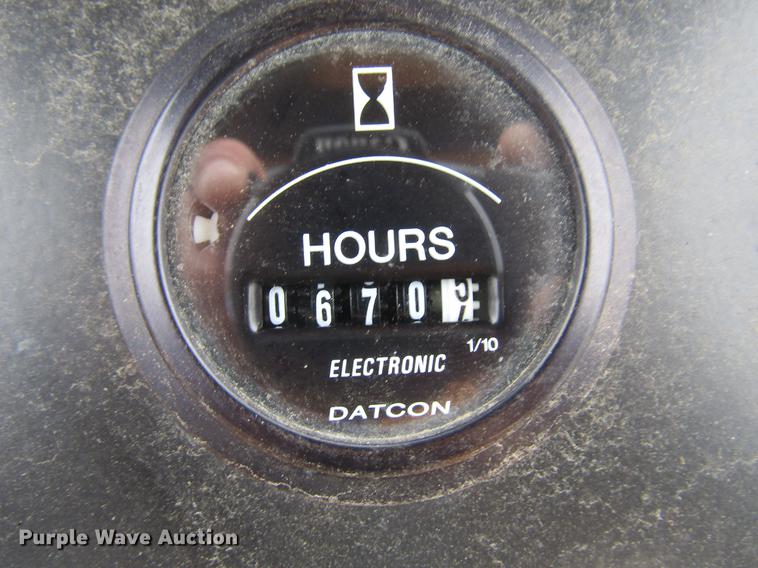 HOURS
0670
1/10
ELECTRONIC
DATCON
Purple Wave Auction